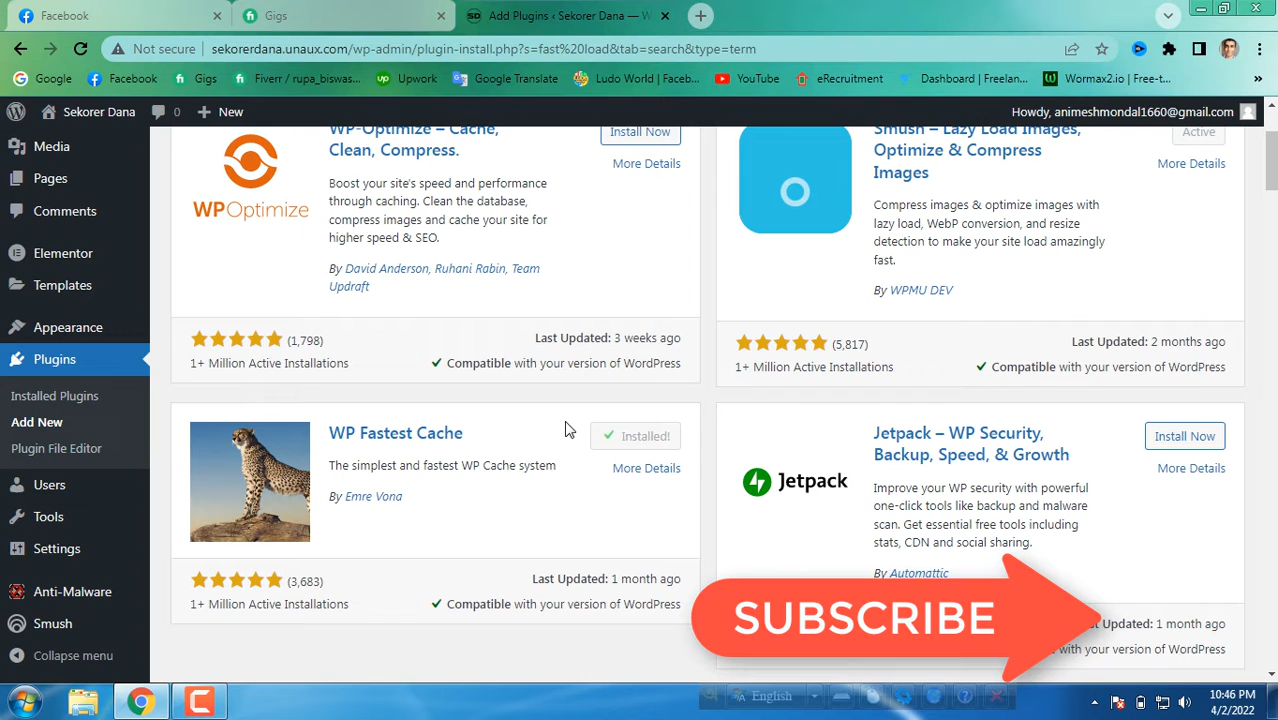 Facebook
Gigs
Add Plugins ‹ Sekorer Dana — W
Not secure
sekorerdana.unaux.com/wp-admin/plugin-install.php?s=fast%20load&tab=search&type=term
Google
Facebook
Gigs
Fiverr / rupa_biswas...
Upwork
Google Translate
Ludo World | Faceb...
YouTube
eRecruitment
Dashboard | Freelan...
Wormax2.io | Free-t...
Sekorer Dana
0
New
Howdy, animeshmondal1660@gmail.com
Media
Pages
Comments
Elementor
Templates
Appearance
Plugins
Installed Plugins
Add New
Plugin File Editor
Users
Tools
Settings
Anti-Malware
Smush
Collapse menu
WP-Optimize – Cache,
Clean, Compress.
Install Now
More Details
Boost your site's speed and performance
through caching. Clean the database,
compress images and cache your site for
higher speed & SEO.
By David Anderson, Ruhani Rabin, Team
Updraft
WPOptimize
(1,798)
Last Updated: 3 weeks ago
1+ Million Active Installations
Compatible with your version of WordPress
Smush – Lazy Load Images,
Optimize & Compress
Images
Active
More Details
Compress images & optimize images with
lazy load, WebP conversion, and resize
detection to make your site load amazingly
fast.
By WPMU DEV
(5,817)
Last Updated: 2 months ago
1+ Million Active Installations
Compatible with your version of WordPress
WP Fastest Cache
Installed!
More Details
The simplest and fastest WP Cache system
By Emre Vona
(3,683)
Last Updated: 1 month ago
1+ Million Active Installations
Compatible with your version of WordPress
Jetpack – WP Security,
Backup, Speed, & Growth
Install Now
More Details
Jetpack
Improve your WP security with powerful
one-click tools like backup and malware
scan. Get essential free tools including
stats, CDN and social sharing.
By Automattic
Updated: 1 month ago
with your version of WordPress
SUBSCRIBE
English
10:46 PM
4/2/2022